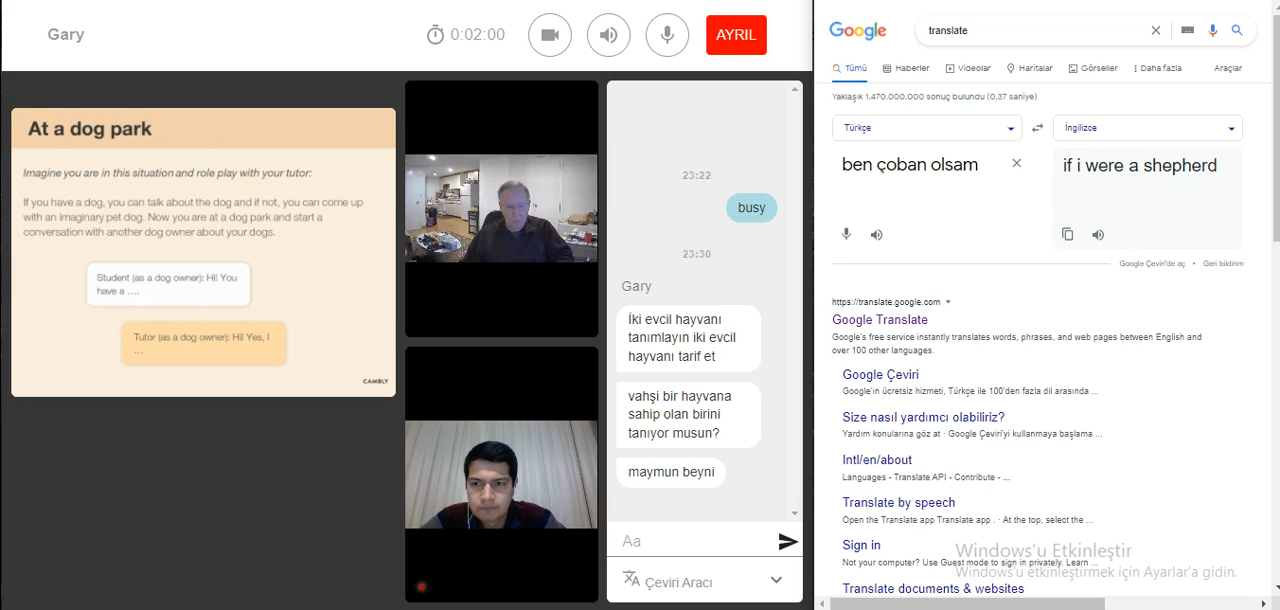 Gary
0:02:00
AYRIL
At a dog park
Imagine you are in this situation and role play with your tutor:
If you have a dog, you can talk about the dog and if not, you can come up
with an imaginary pet dog. Now you are at a dog park and start a
conversation with another dog owner about your dogs.
Student (as a dog owner): Hi! You
have a ....
Tutor (as a dog owner): Hi! Yes, I
...
CAMBLY
23:22
busy
23:30
Gary
İki evcil hayvanı
tanımlayın iki evcil
hayvanı tarif et
vahşi bir hayvana
sahip olan birini
tanıyor musun?
maymun beyni
Aa
Çeviri Aracı
Google
translate
Tümü
Haberler
Videolar
Haritalar
Görseller
Daha fazla
Araçlar
Yaklaşık 1.470.000.000 sonuç bulundu (0,37 saniye)
Türkçe
İngilizce
ben çoban olsam
if i were a shepherd
Google Çeviri'de aç • Geri bildirim
https://translate.google.com
Google Translate
Google's free service instantly translates words, phrases, and web pages between English and
over 100 other languages.
Google Çeviri
Google'ın ücretsiz hizmeti, Türkçe ile 100'den fazla dil arasında ...
Size nasıl yardımcı olabiliriz?
Yardım konularına göz at · Google Çeviri'yi kullanmaya başlama ...
Intl/en/about
Languages - Translate API - Contribute - ...
Translate by speech
Open the Translate app Translate app . · At the top, select the ...
Sign in
Not your computer? Use Guest mode to sign in privately. Learn ...
Translate documents & websites
Windows'u Etkinleştir
Windows'u etkinleştirmek için Ayarlar'a gidin.